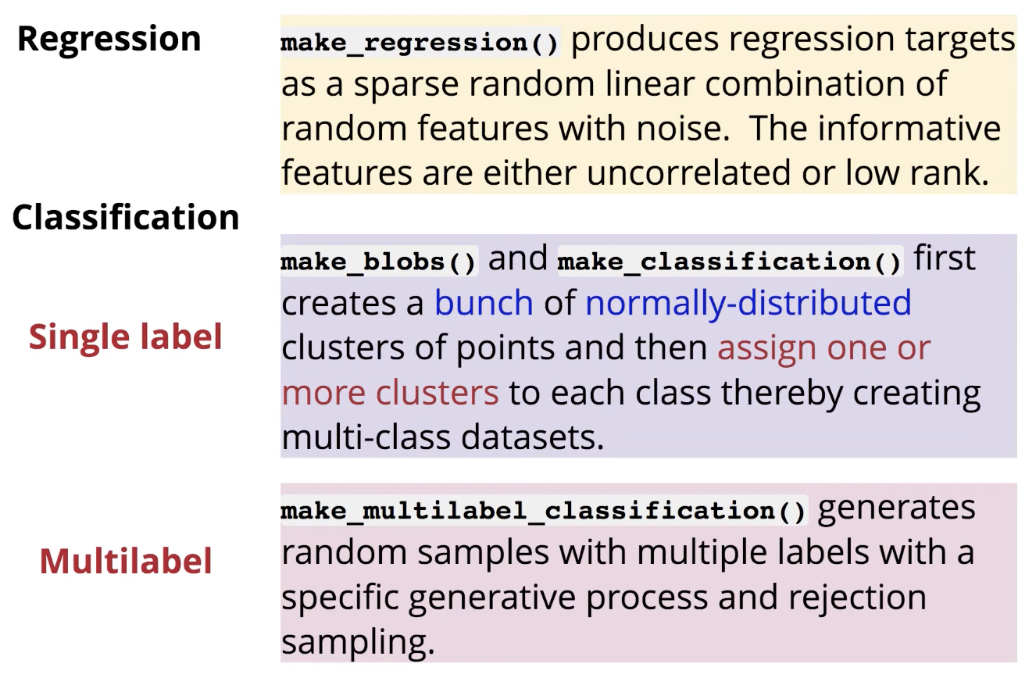 Regression
make_regression() produces regression targets
as a sparse random linear combination of
random features with noise.  The informative
features are either uncorrelated or low rank.
Classification
make_blobs() and make_classification() first
creates a bunch of normally-distributed
Single label
clusters of points and then assign one or
more clusters to each class thereby creating
multi-class datasets.
make_multilabel_classification() generates
Multilabel
random samples with multiple labels with a
specific generative process and rejection
sampling.